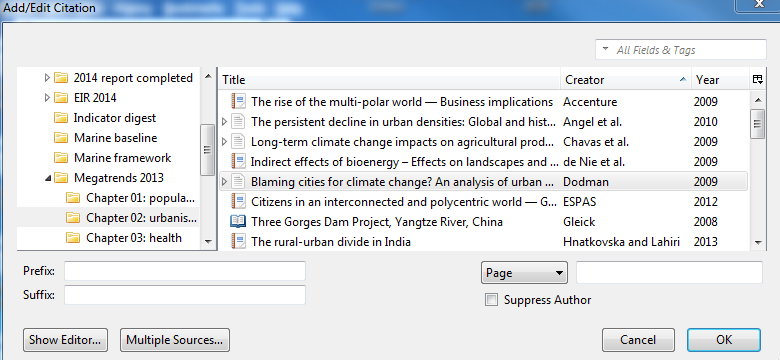 Add/Edit Citation
All Fields & Tags
2014 report completed
EIR 2014
Indicator digest
Marine baseline
Marine framework
Megatrends 2013
Chapter 01: popula...
Chapter 02: urbanis...
Chapter 03: health
Title Creator Year
The rise of the multi-polar world — Business implications Accenture 2009
The persistent decline in urban densities: Global and hist... Angel et al. 2010
Long-term climate change impacts on agricultural prod... Chavas et al. 2009
Indirect effects of bioenergy – Effects on landscapes and ... de Nie et al. 2009
Blaming cities for climate change? An analysis of urban ... Dodman 2009
Citizens in an interconnected and polycentric world — G... ESPAS 2012
Three Gorges Dam Project, Yangtze River, China Gleick 2008
The rural-urban divide in India Hnatkovska and Lahiri 2013
Prefix:
Page
Suffix:
Suppress Author
Show Editor... Multiple Sources... Cancel OK